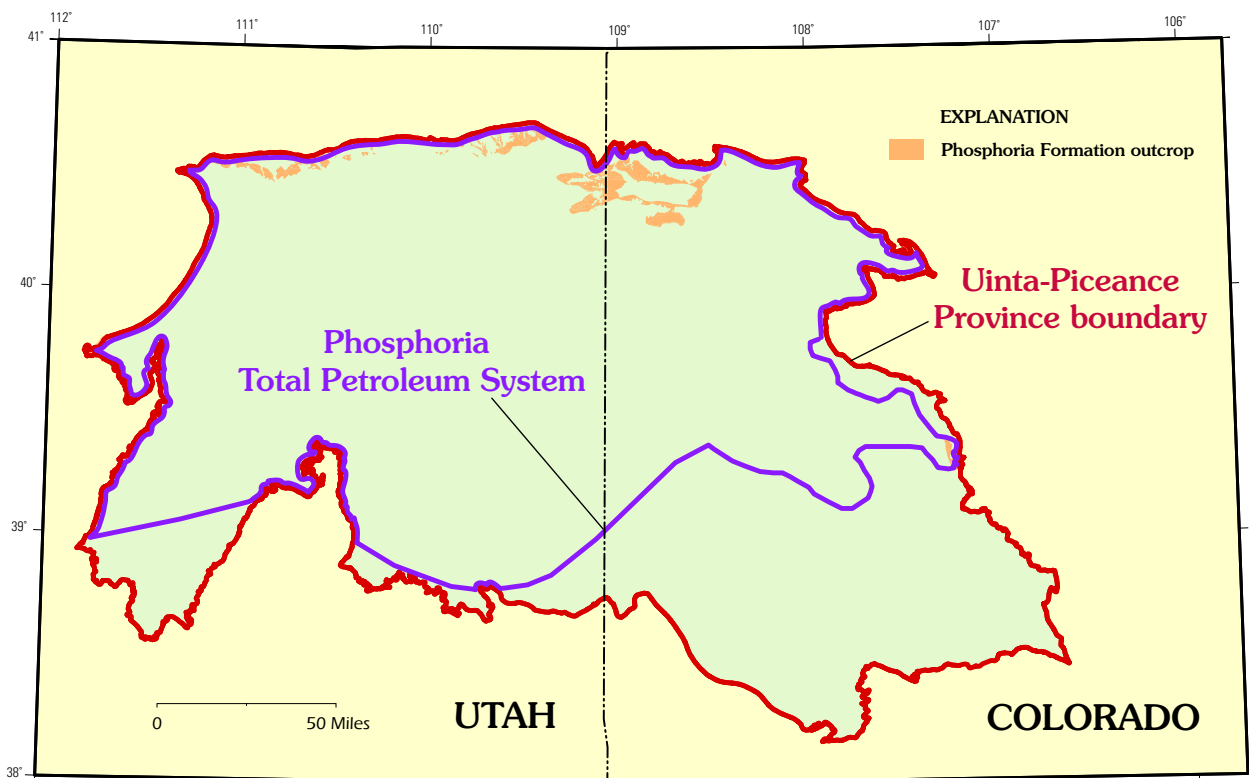 112° 111° 110° 109° 108° 107° 106°
41°
EXPLANATION
Phosphoria Formation outcrop
40°
Uinta-Piceance
Province boundary
Phosphoria
Total Petroleum System
39°
0 50 Miles
UTAH
COLORADO
38°